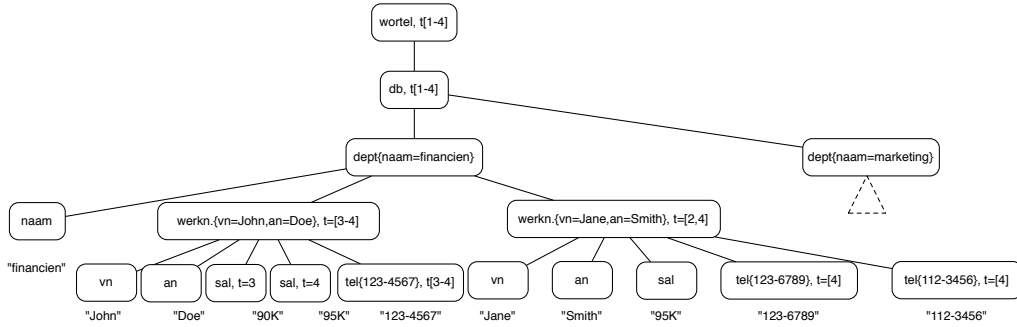 wortel, t[1-4]
db, t[1-4]
dept{naam=financien}
dept{naam=marketing}
naam
werkn.{vn=John,an=Doe}, t=[3-4]
werkn.{vn=Jane,an=Smith}, t=[2,4]
"financien"
vn
an
sal, t=3
sal, t=4
tel{123-4567}, t[3-4]
vn
an
sal
tel{123-6789}, t=[4]
tel{112-3456}, t=[4]
"John"
"Doe"
"90K"
"95K"
"123-4567"
"Jane"
"Smith"
"95K"
"123-6789"
"112-3456"